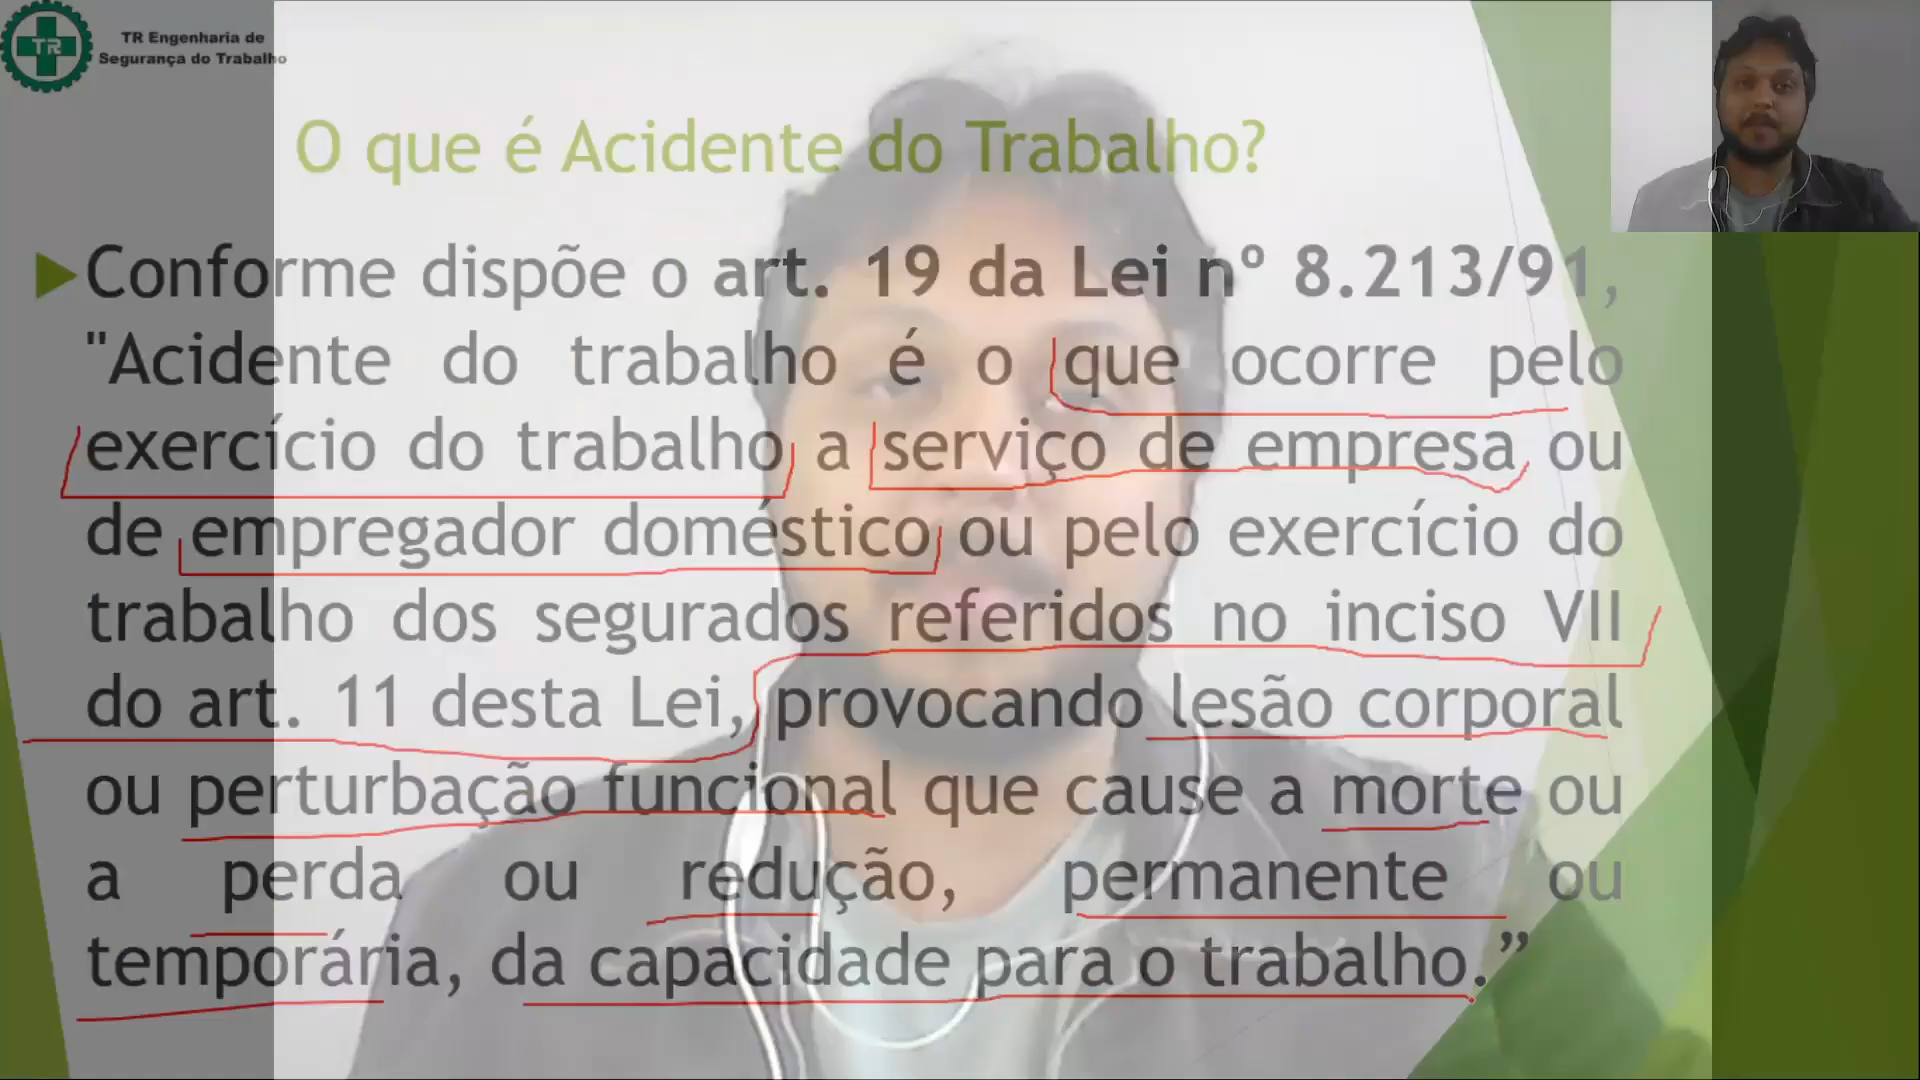 TR Engenharia de
Segurança do Trabalho
TR
O que é Acidente do Trabalho?
Conforme dispõe o art. 19 da Lei nº 8.213/91,
"Acidente do trabalho é o que ocorre pelo
exercício do trabalho a serviço de empresa ou
de empregador doméstico ou pelo exercício do
trabalho dos segurados referidos no inciso VII
do art. 11 desta Lei, provocando lesão corporal
ou perturbação funcional que cause a morte ou
a perda ou redução, permanente ou
temporária, da capacidade para o trabalho.”